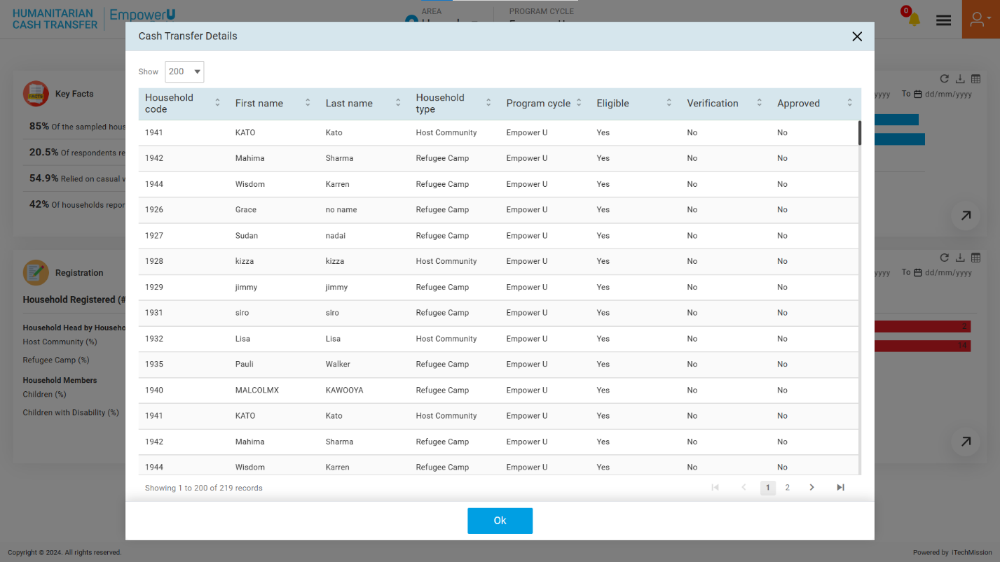 HUMANITARIAN
CASH TRANSFER
EmpowerU
AREA
PROGRAM CYCLE
0
Cash Transfer Details
Show 200
Household code First name Last name Household type Program cycle Eligible Verification Approved
1941 KATO Kato Host Community Empower U Yes No No
1942 Mahima Sharma Refugee Camp Empower U Yes No No
1944 Wisdom Karren Refugee Camp Empower U Yes No No
1926 Grace no name Refugee Camp Empower U Yes No No
1927 Sudan nadai Refugee Camp Empower U Yes No No
1928 kizza kizza Host Community Empower U Yes No No
1929 jimmy jimmy Refugee Camp Empower U Yes No No
1931 siro siro Refugee Camp Empower U Yes No No
1932 Lisa Lisa Host Community Empower U Yes No No
1935 Pauli Walker Refugee Camp Empower U Yes No No
1940 MALCOLMX KAWOOYA Refugee Camp Empower U Yes No No
1941 KATO Kato Host Community Empower U Yes No No
1942 Mahima Sharma Refugee Camp Empower U Yes No No
1944 Wisdom Karren Refugee Camp Empower U Yes No No
Showing 1 to 200 of 219 records
1 2
Ok
FACTS
Key Facts
85% Of the sampled hous
20.5% Of respondents re
54.9% Relied on casual w
42% Of households repor
Registration
Household Registered (#
Household Head by Househo
Host Community (%)
Refugee Camp (%)
Household Members
Children (%)
Children with Disability (%)
yyyy To dd/mm/yyyy
yyyy To dd/mm/yyyy
2
14
Copyright © 2024. All rights reserved.
Powered by iTechMission